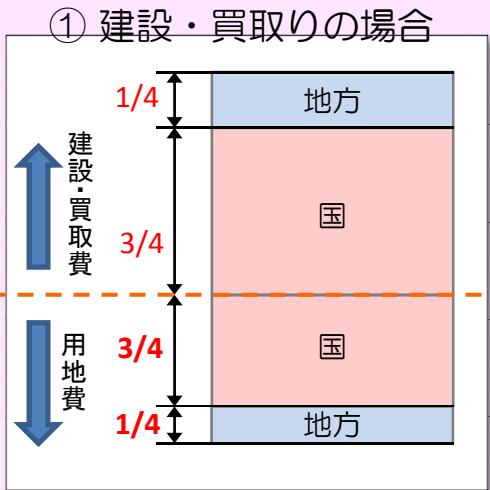 ① 建設・買取りの場合
1/4
地方
建設・買取費
3/4
国
用地費
3/4
国
1/4
地方